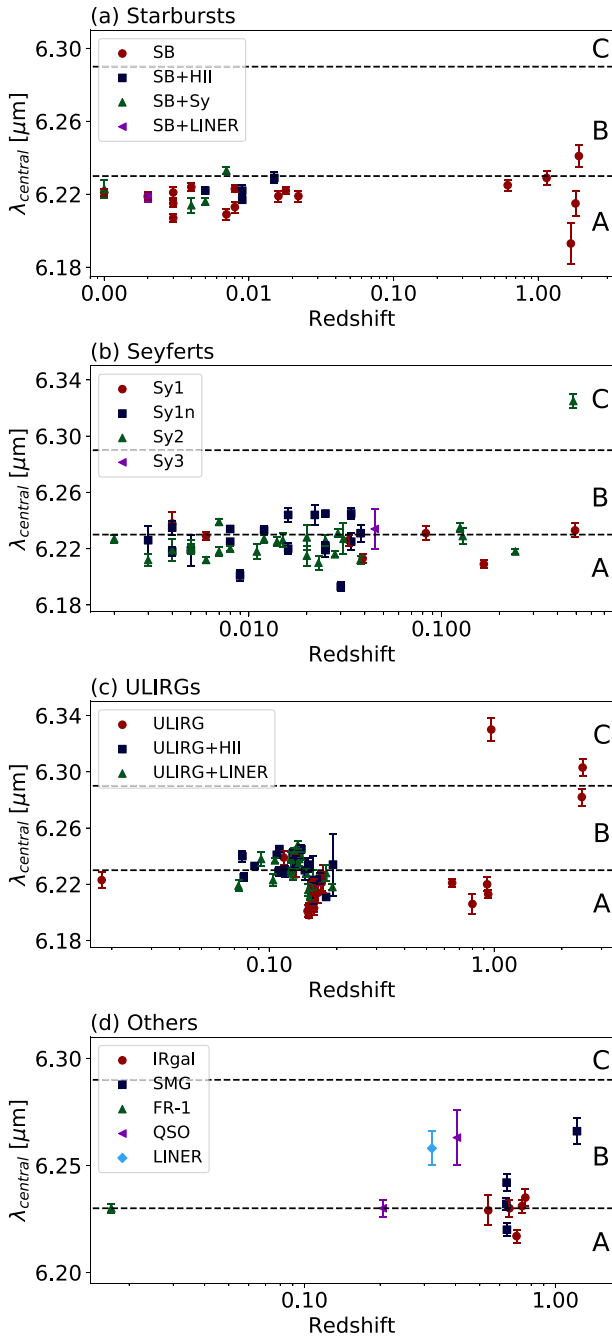 (a) Starbursts
SB
SB+HII
SB+Sy
SB+LINER
C
B
A
6.30
6.26
6.22
6.18
λcentral [μm]
0.00
0.01
0.10
1.00
Redshift
(b) Seyferts
Sy1
Sy1n
Sy2
Sy3
C
B
A
6.34
6.30
6.26
6.22
6.18
λcentral [μm]
0.010
0.100
Redshift
(c) ULIRGs
ULIRG
ULIRG+HII
ULIRG+LINER
C
B
A
6.34
6.30
6.26
6.22
6.18
λcentral [μm]
0.10
1.00
Redshift
(d) Others
IRgal
SMG
FR-1
QSO
LINER
C
B
A
6.30
6.25
6.20
λcentral [μm]
0.10
1.00
Redshift